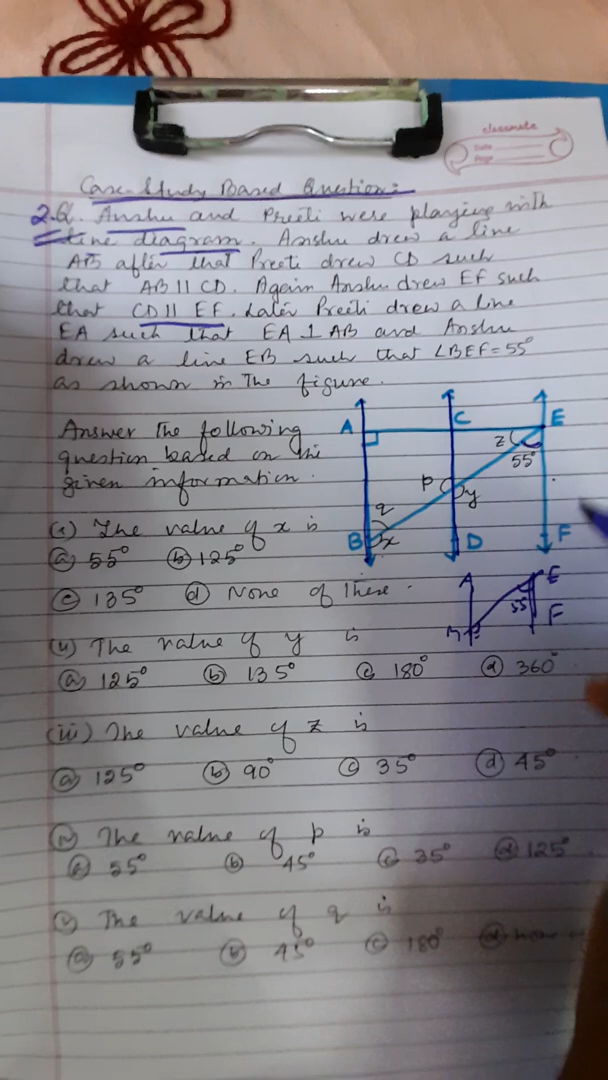 classmate
Date
Page
Case-Study Based Question:-
2.Q. Anshu and Preeti were playing with
line diagram. Anshu drew a line
AB after that Preeti drew CD such
that AB || CD. Again Anshu drew EF such
that CD || EF. Later Preeti drew a line
EA such that EA ⊥ AB and Anshu
drew a line EB such that ∠BEF = 55°
as shown in The figure.
Answer The following
question based on the
given information.
A C E
z
55°
P y
q
B x D F
(i) The value of x is
(a) 55° (b) 125°
(c) 135° (d) None of These.
A E
55°
F
(ii) The value of y is
(a) 125° (b) 135° (c) 180° (d) 360°
(iii) The value of z is
(a) 125° (b) 90° (c) 35° (d) 45°
The value of p is
(a) 55° (b) 45° (c) 35° (d) 125°
The value of q is
(a) 55° (b) 45° (c) 180° (d) none